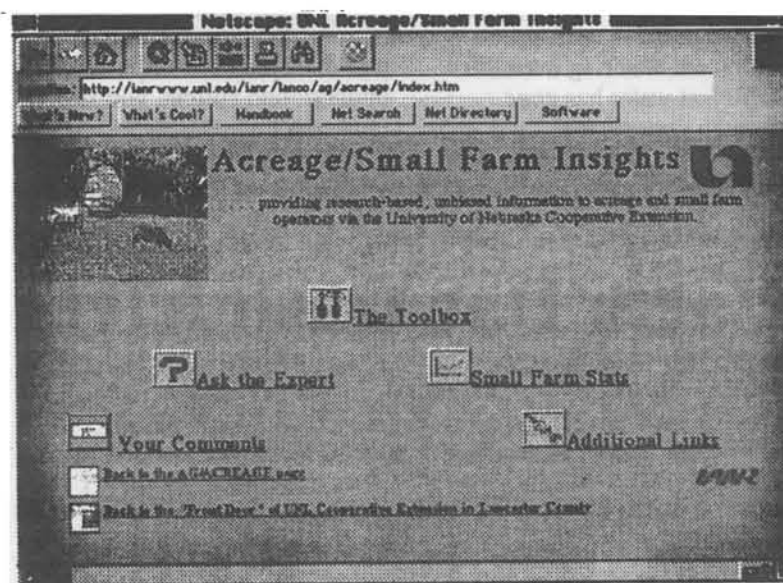 Netscape: UNL Acreage/Small Farm Insights
http://ianrwww.unl.edu/ianr/lanco/ag/acreage/index.htm
What's New? What's Cool? Handbook Net Search Net Directory Software
Acreage/Small Farm Insights
....providing research-based, unbiased information to acreage and small farm
operators via the University of Nebraska Cooperative Extension.
The Toolbox
Ask the Expert
Small Farm Stats
Your Comments
Additional Links
Back to the AG/ACREAGE page
Back to the "Front Door" of UNL Cooperative Extension in Lancaster County